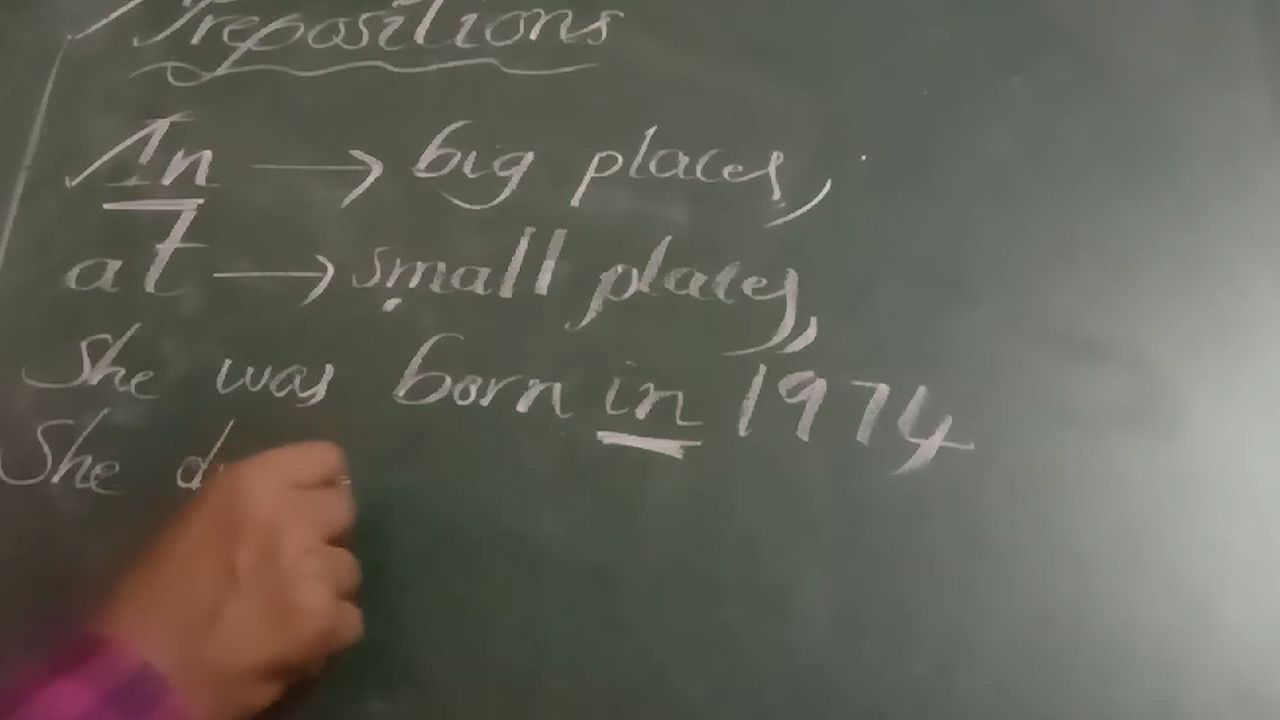 Prepositions
In → big places,
at → small places,,
She was born in 1974
She d